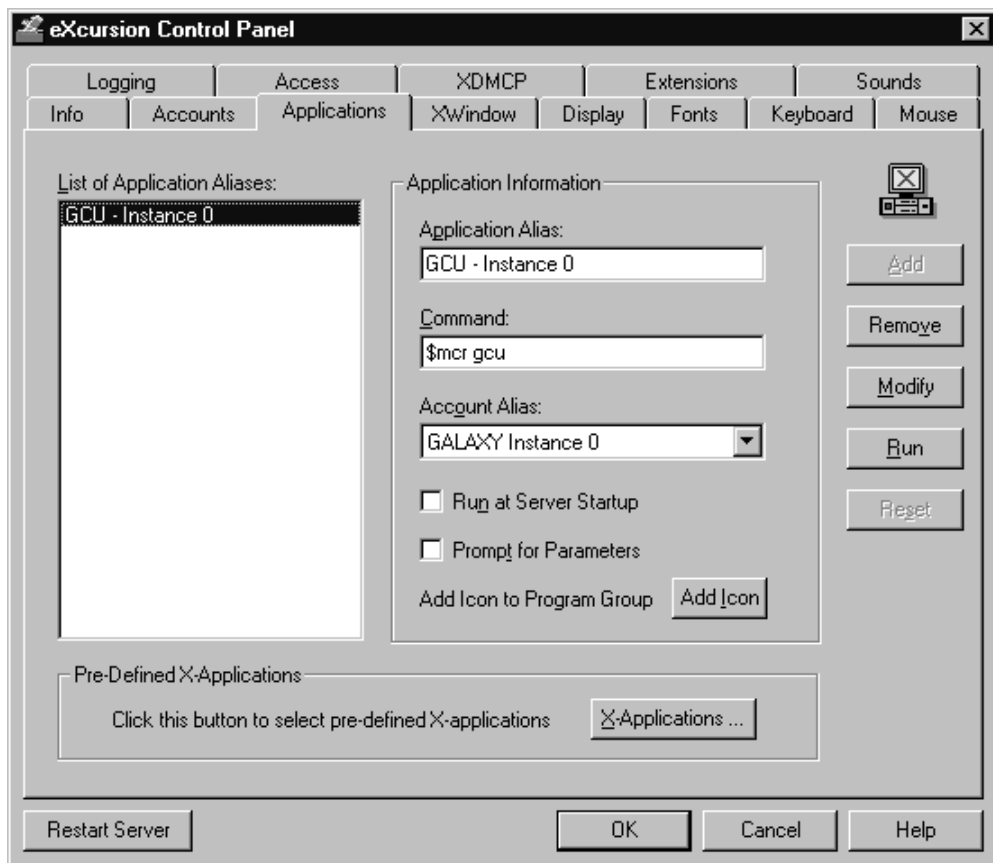 eXcursion Control Panel
Logging Access XDMCP Extensions Sounds
Info Accounts Applications XWindow Display Fonts Keyboard Mouse
List of Application Aliases:
GCU - Instance 0
Application Information
Application Alias:
GCU - Instance 0
Command:
$mcr gcu
Account Alias:
GALAXY Instance 0
Run at Server Startup
Prompt for Parameters
Add Icon to Program Group Add Icon
Add
Remove
Modify
Run
Reset
Pre-Defined X-Applications
Click this button to select pre-defined X-applications X-Applications ...
Restart Server OK Cancel Help